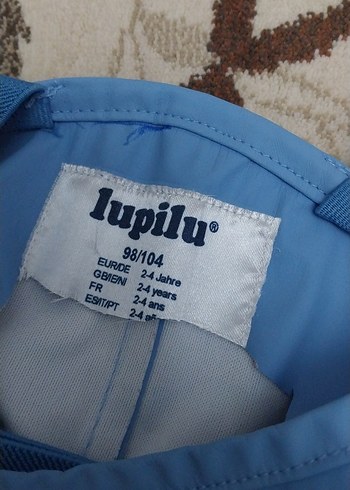 lupilu®
98/104
EUR/DE 2-4 Jahre
GB/IE/NI 2-4 years
FR 2-4 ans
ES/IT/PT 2-4